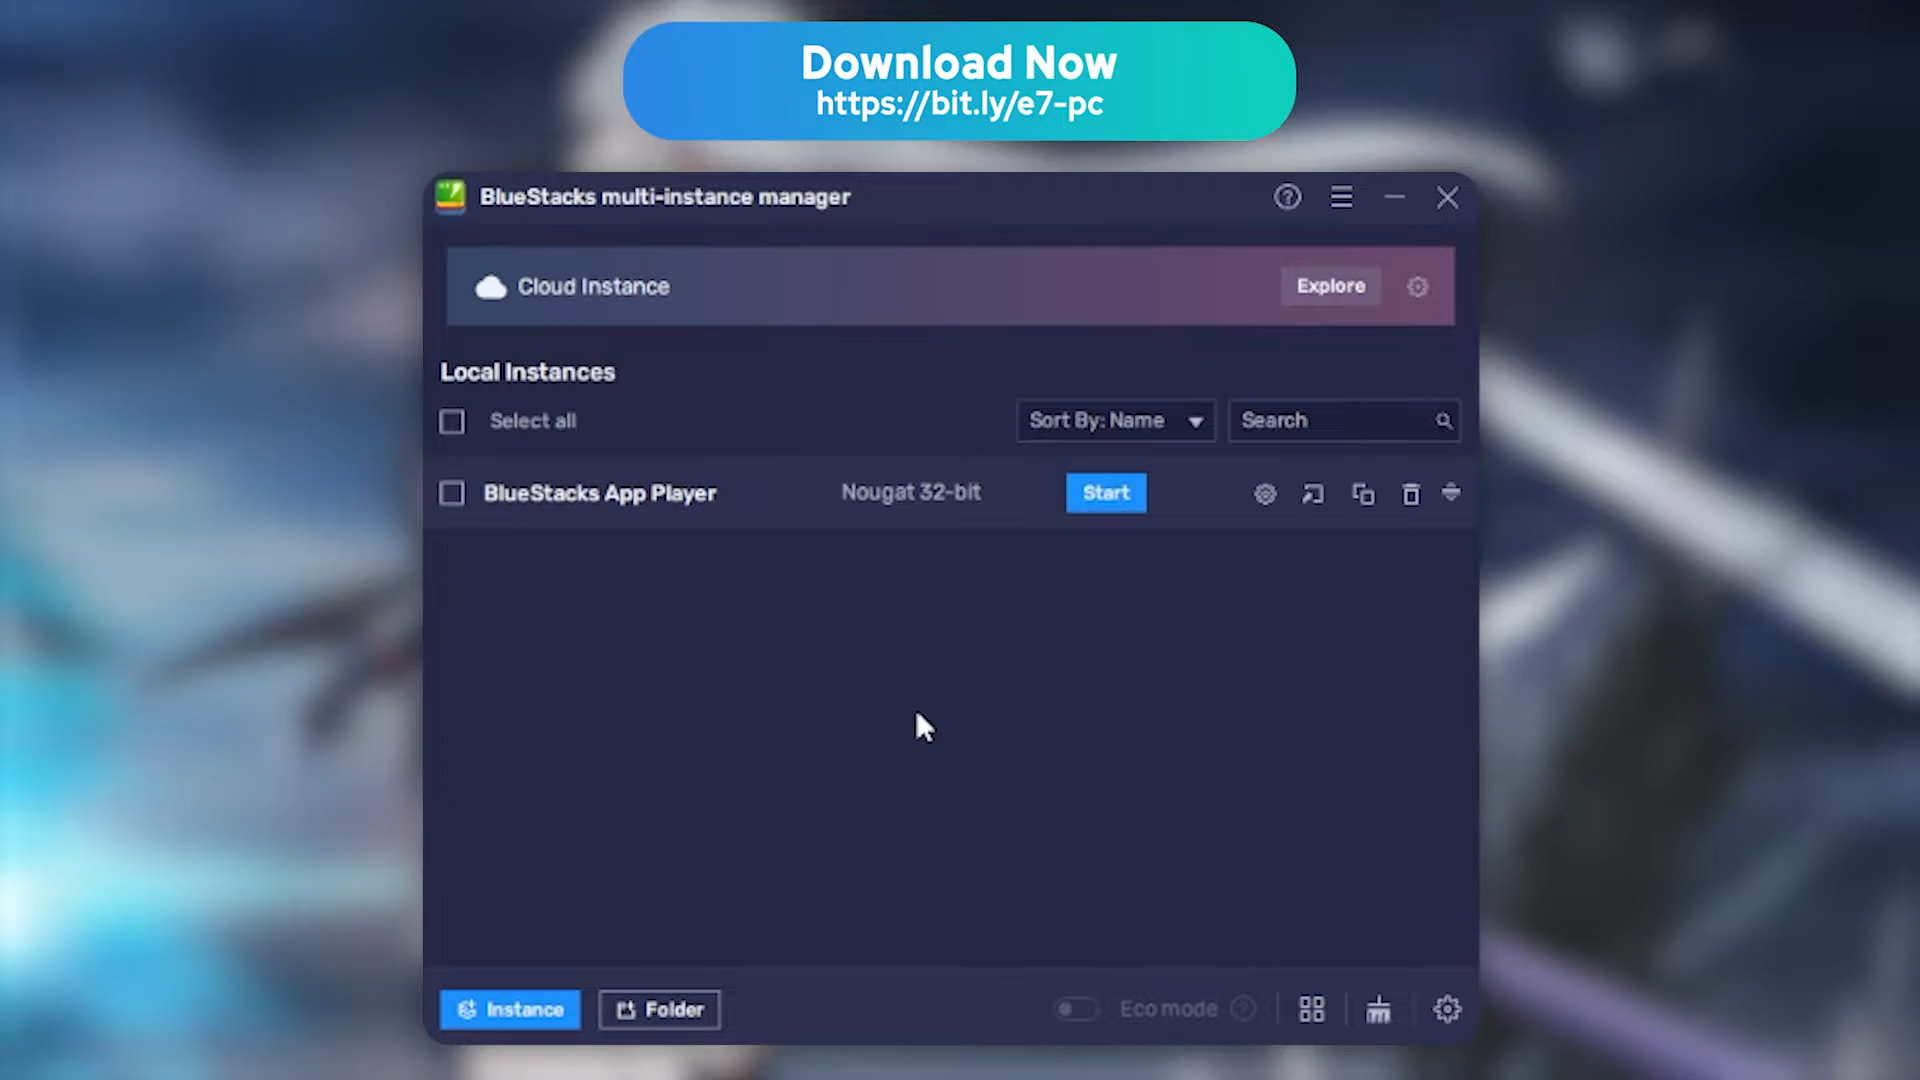 Download Now
https://bit.ly/e7-pc
BlueStacks multi-instance manager
Cloud Instance
Explore
Local Instances
Select all
Sort By: Name
Search
BlueStacks App Player
Nougat 32-bit
Start
Instance
Folder
Eco mode